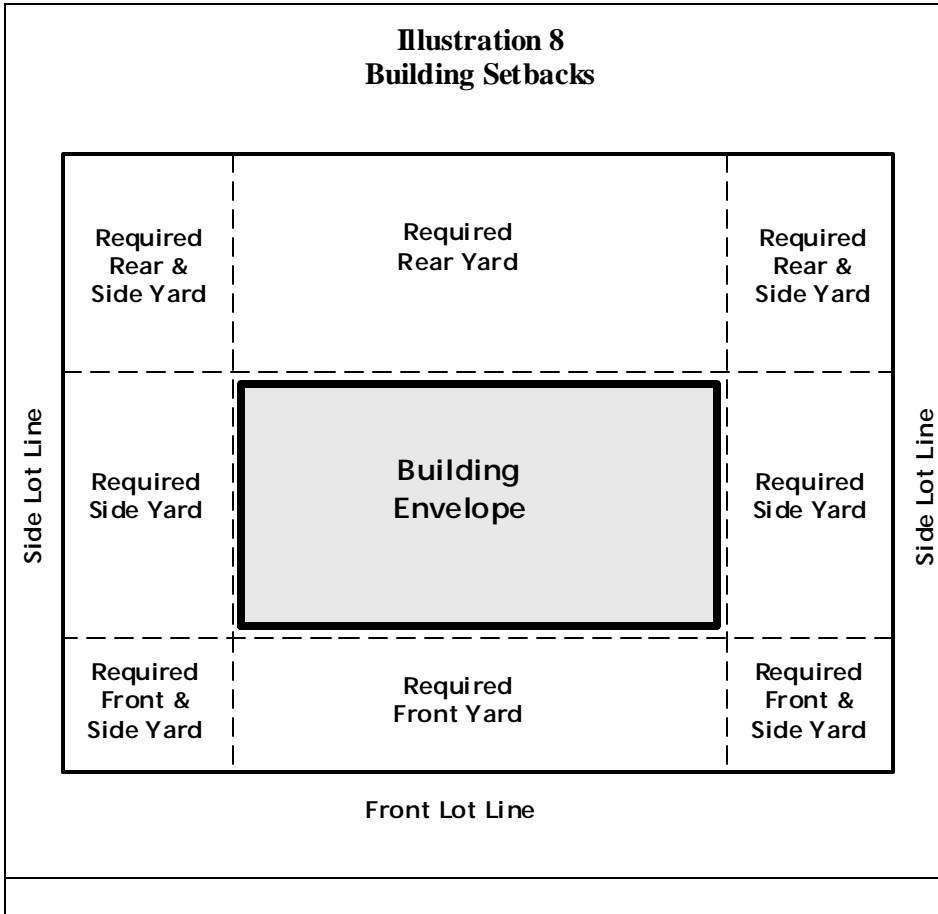 Illustration 8
Building Setbacks
Required
Rear &
Side Yard
Required
Rear Yard
Required
Rear &
Side Yard
Side Lot Line
Required
Side Yard
Building
Envelope
Required
Side Yard
Side Lot Line
Required
Front &
Side Yard
Required
Front Yard
Required
Front &
Side Yard
Front Lot Line